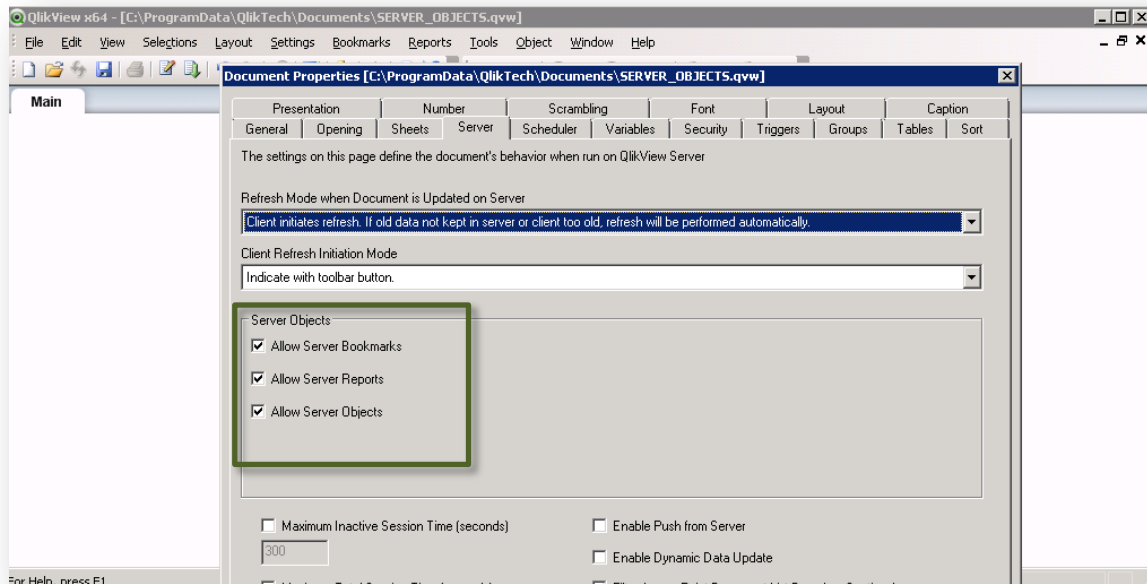 QlikView x64 - [C:\ProgramData\QlikTech\Documents\SERVER_OBJECTS.qvw]
File Edit View Selections Layout Settings Bookmarks Reports Tools Object Window Help
Document Properties [C:\ProgramData\QlikTech\Documents\SERVER_OBJECTS.qvw]
Main
Presentation Number Scrambling Font Layout Caption
General Opening Sheets Server Scheduler Variables Security Triggers Groups Tables Sort
The settings on this page define the document's behavior when run on QlikView Server
Refresh Mode when Document is Updated on Server
Client initiates refresh. If old data not kept in server or client too old, refresh will be performed automatically.
Client Refresh Initiation Mode
Indicate with toolbar button.
Server Objects
Allow Server Bookmarks
Allow Server Reports
Allow Server Objects
Maximum Inactive Session Time (seconds) Enable Push from Server
300
Enable Dynamic Data Update
For Help, press F1